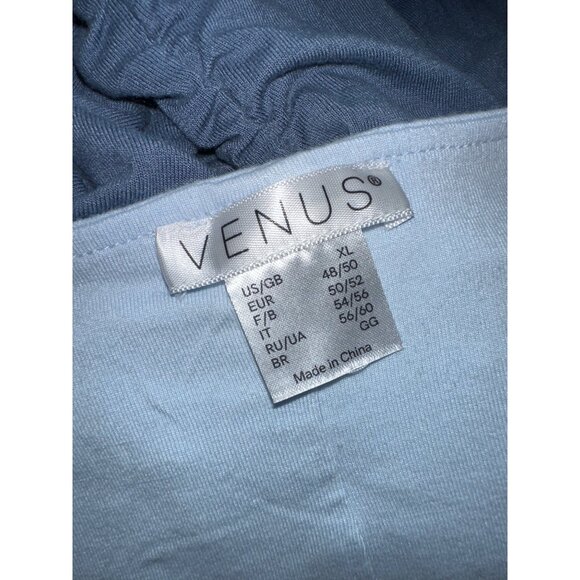 VENUS®
US/GB XL
EUR 48/50
F/B 50/52
IT 54/56
RU/UA 56/60
BR GG
Made in China